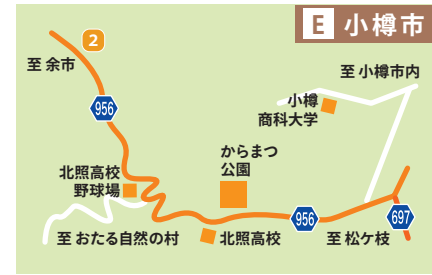 E 小樽市
2
至 余市
至 小樽市内
956
小樽
商科大学
からまつ
公園
北照高校
野球場
956
697
至 おたる自然の村
北照高校
至 松ケ枝